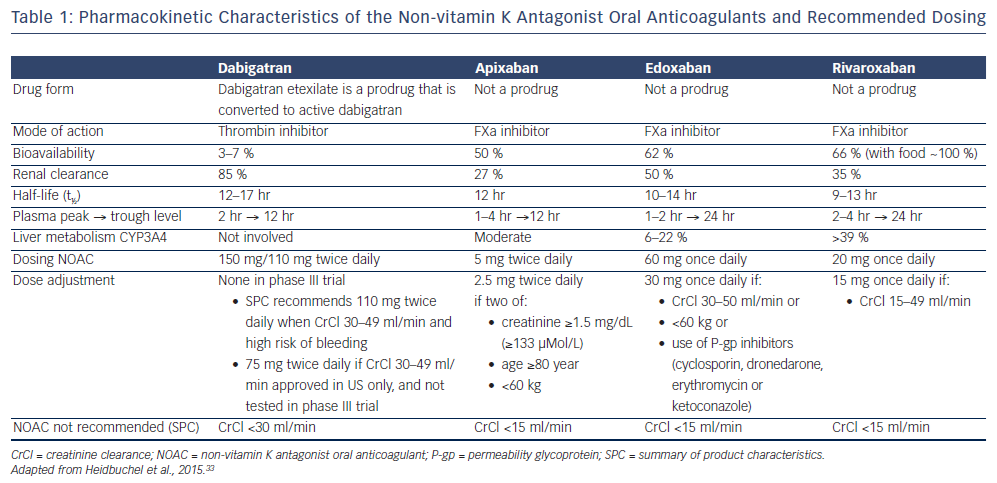 Table 1: Pharmacokinetic Characteristics of the Non-vitamin K Antagonist Oral Anticoagulants and Recommended Dosing
Dabigatran Apixaban Edoxaban Rivaroxaban
Drug form Dabigatran etexilate is a prodrug that is Not a prodrug Not a prodrug Not a prodrug
converted to active dabigatran
Mode of action Thrombin inhibitor FXa inhibitor FXa inhibitor FXa inhibitor
Bioavailability 3–7 % 50 % 62 % 66 % (with food ~100 %)
Renal clearance 85 % 27 % 50 % 35 %
Half-life (t½) 12–17 hr 12 hr 10–14 hr 9–13 hr
Plasma peak → trough level 2 hr → 12 hr 1–4 hr →12 hr 1–2 hr → 24 hr 2–4 hr → 24 hr
Liver metabolism CYP3A4 Not involved Moderate 6–22 % >39 %
Dosing NOAC 150 mg/110 mg twice daily 5 mg twice daily 60 mg once daily 20 mg once daily
Dose adjustment None in phase III trial 2.5 mg twice daily 30 mg once daily if: 15 mg once daily if:
• SPC recommends 110 mg twice if two of: • CrCl 30–50 ml/min or • CrCl 15–49 ml/min
daily when CrCl 30–49 ml/min and • creatinine ≥1.5 mg/dL • <60 kg or
high risk of bleeding (≥133 µMol/L) • use of P-gp inhibitors
• 75 mg twice daily if CrCl 30–49 ml/ • age ≥80 year (cyclosporin, dronedarone,
min approved in US only, and not • <60 kg erythromycin or
tested in phase III trial ketoconazole)
NOAC not recommended (SPC) CrCl <30 ml/min CrCl <15 ml/min CrCl <15 ml/min CrCl <15 ml/min
CrCl = creatinine clearance; NOAC = non-vitamin K antagonist oral anticoagulant; P-gp = permeability glycoprotein; SPC = summary of product characteristics.
Adapted from Heidbuchel et al., 2015.³³